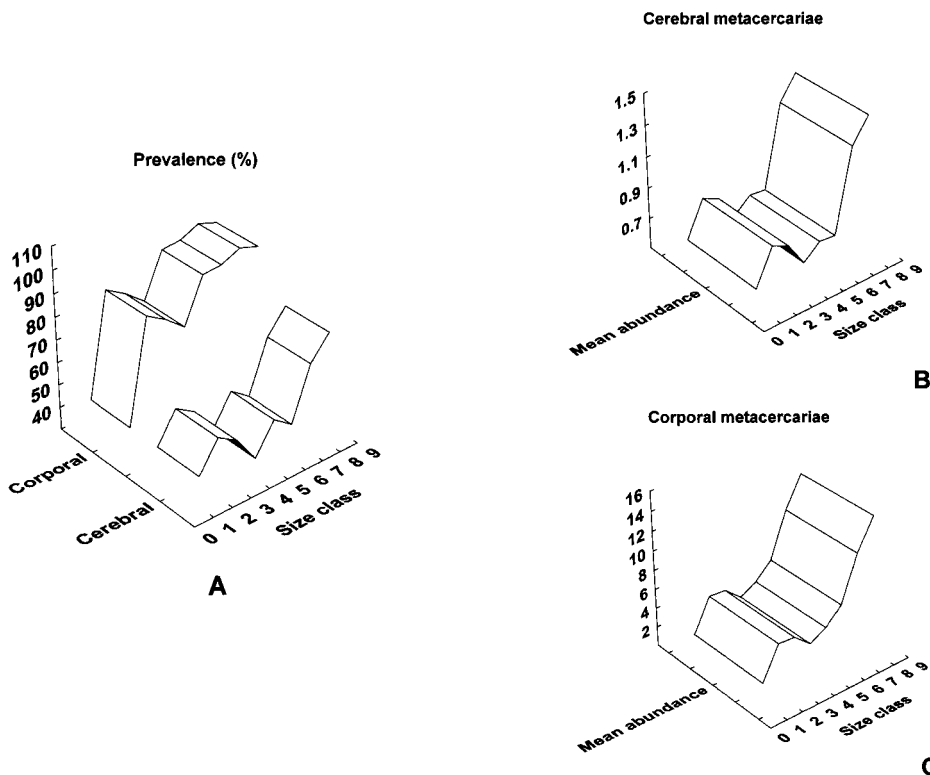 Prevalence (%)
110
100
90
80
70
60
50
40
Corporal
Cerebral
0 1 2 3 4 5 6 7 8 9
Size class
A
Cerebral metacercariae
1.5
1.3
1.1
0.9
0.7
Mean abundance
0 1 2 3 4 5 6 7 8 9
Size class
B
Corporal metacercariae
16
14
12
10
8
6
4
2
Mean abundance
0 1 2 3 4 5 6 7 8 9
Size class
C